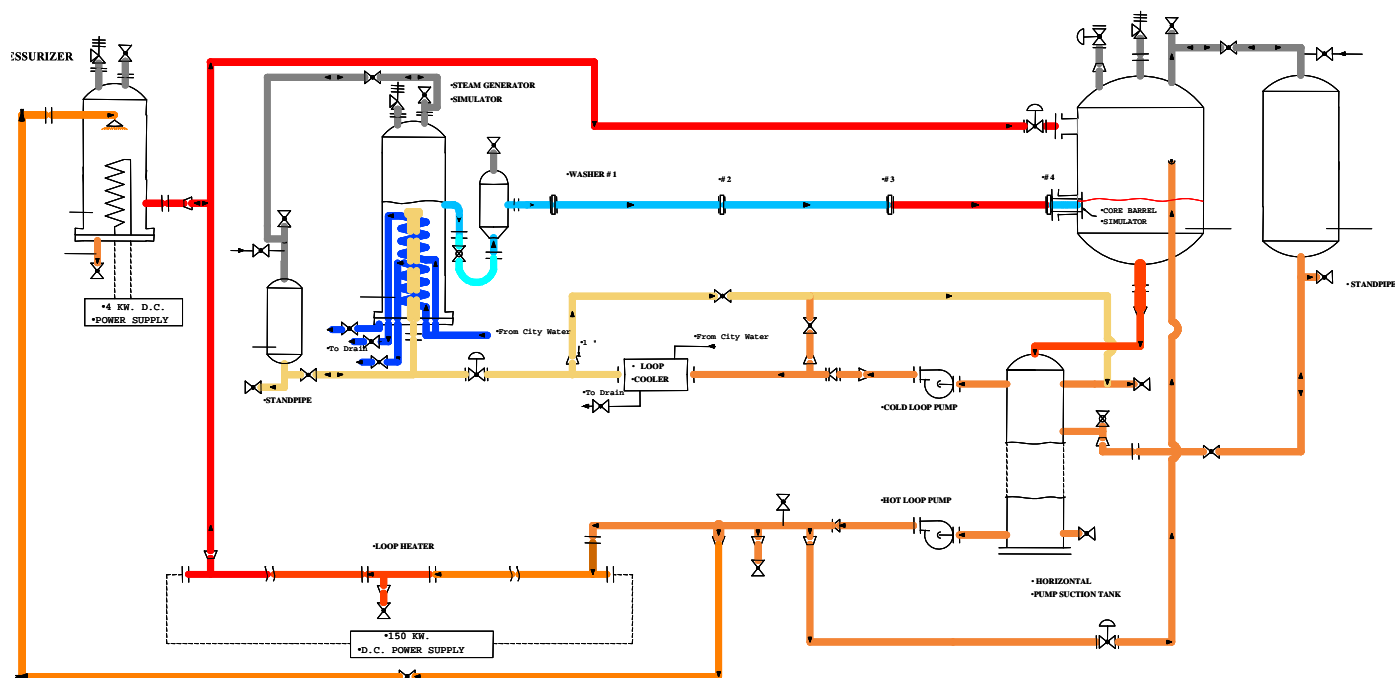 ESSURIZER
•STEAM GENERATOR
•SIMULATOR
•WASHER #1
•#2
•#3
•#4
•CORE BARREL
•SIMULATOR
•STANDPIPE
•4 KW. D.C.
•POWER SUPPLY
•From City Water
•To Drain
•1 "
•From City Water
• LOOP
•COOLER
•To Drain
•STANDPIPE
•COLD LOOP PUMP
•HOT LOOP PUMP
•LOOP HEATER
• HORIZONTAL
•PUMP SUCTION TANK
•150 KW.
•D.C. POWER SUPPLY